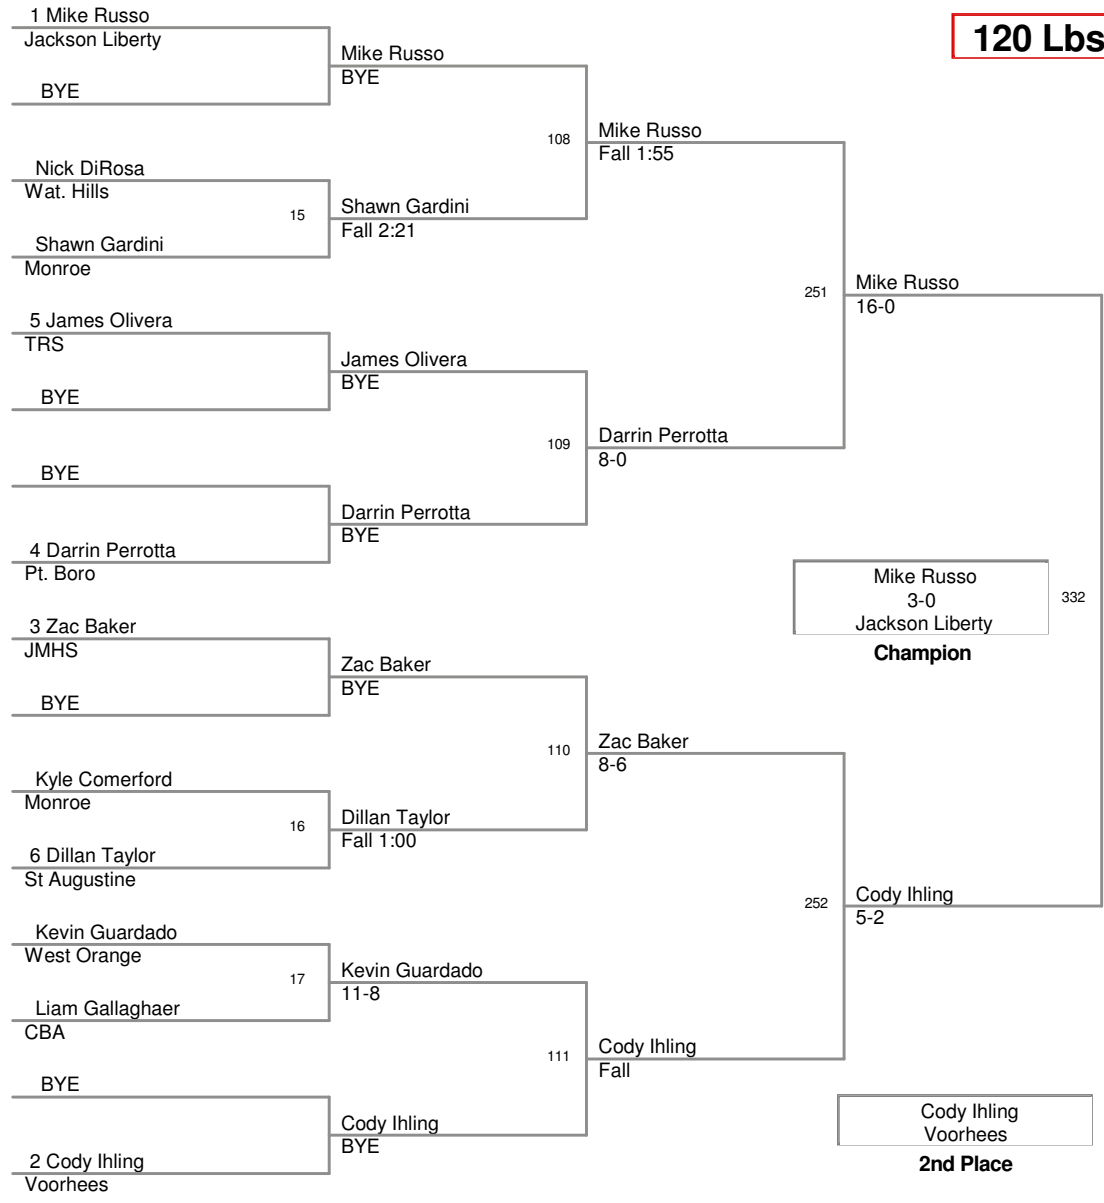 120 Lbs
1 Mike Russo
Jackson Liberty
BYE
Nick DiRosa
Wat. Hills
15
Shawn Gardini
Monroe
5 James Olivera
TRS
BYE
BYE
4 Darrin Perrotta
Pt. Boro
3 Zac Baker
JMHS
BYE
Kyle Comerford
Monroe
16
6 Dillan Taylor
St Augustine
Kevin Guardado
West Orange
17
Liam Gallaghaer
CBA
BYE
2 Cody Ihling
Voorhees
Mike Russo
BYE
108
Shawn Gardini
Fall 2:21
James Olivera
BYE
109
Darrin Perrotta
BYE
Zac Baker
BYE
110
Dillan Taylor
Fall 1:00
Kevin Guardado
11-8
111
Cody Ihling
BYE
Mike Russo
Fall 1:55
251
Darrin Perrotta
8-0
Zac Baker
8-6
252
Cody Ihling
Fall
Mike Russo
16-0
332
Cody Ihling
5-2
Mike Russo
3-0
Jackson Liberty
Champion
Cody Ihling
Voorhees
2nd Place